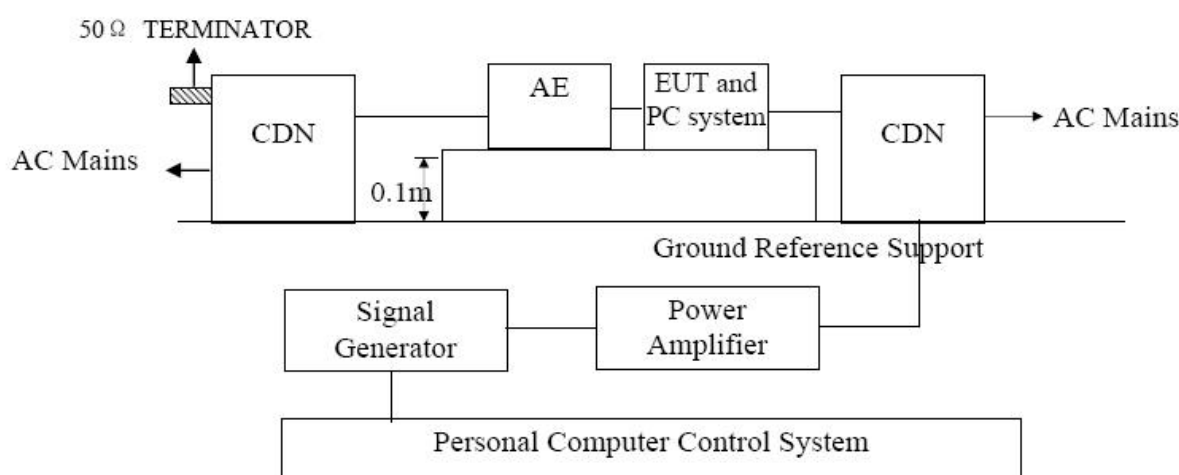 50Ω TERMINATOR
AE
EUT and
PC system
CDN
CDN
AC Mains
AC Mains
0.1m
Ground Reference Support
Signal
Generator
Power
Amplifier
Personal Computer Control System